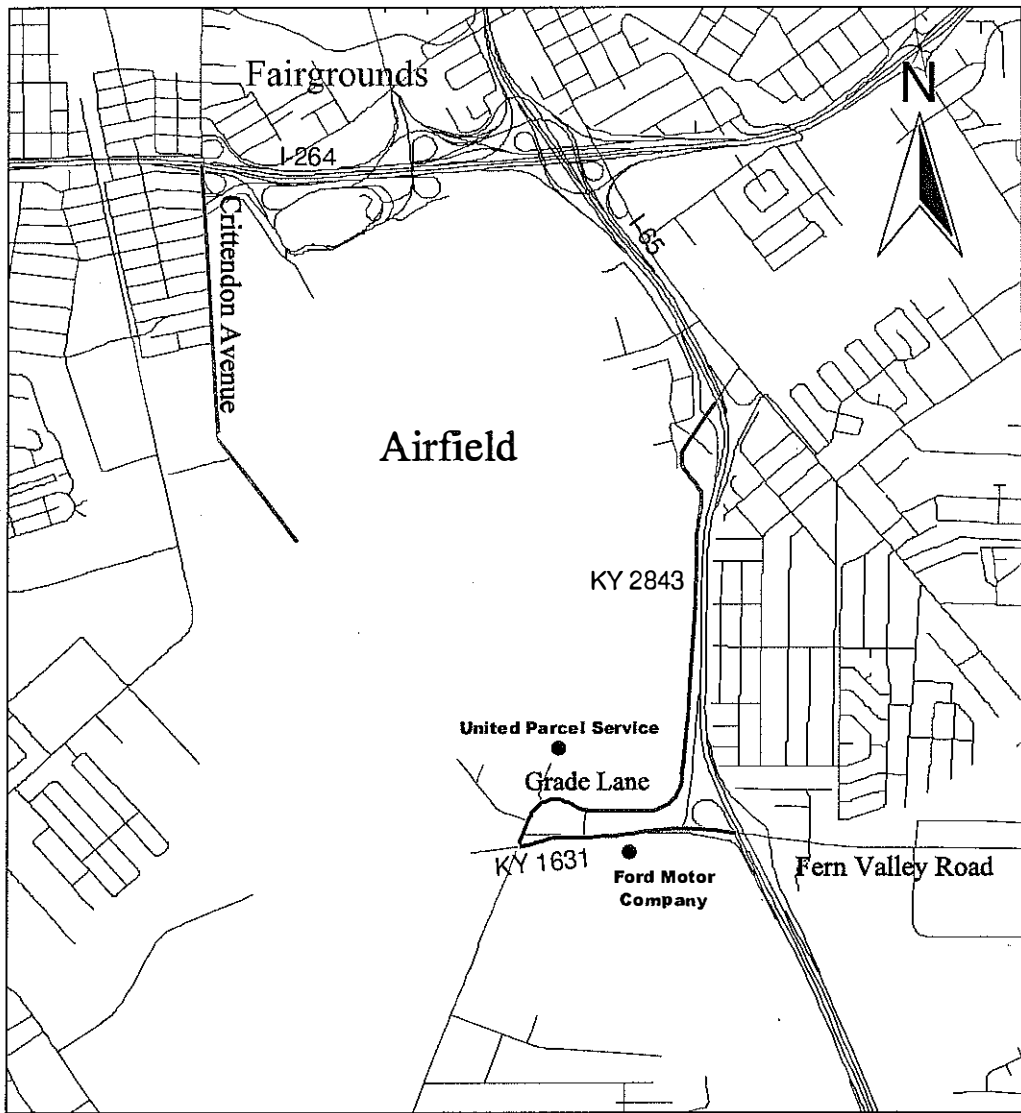 Fairgrounds
N
I-264
I-65
Crittendon Avenue
Airfield
KY 2843
United Parcel Service
Grade Lane
KY 1631
Ford Motor
Company
Fern Valley Road